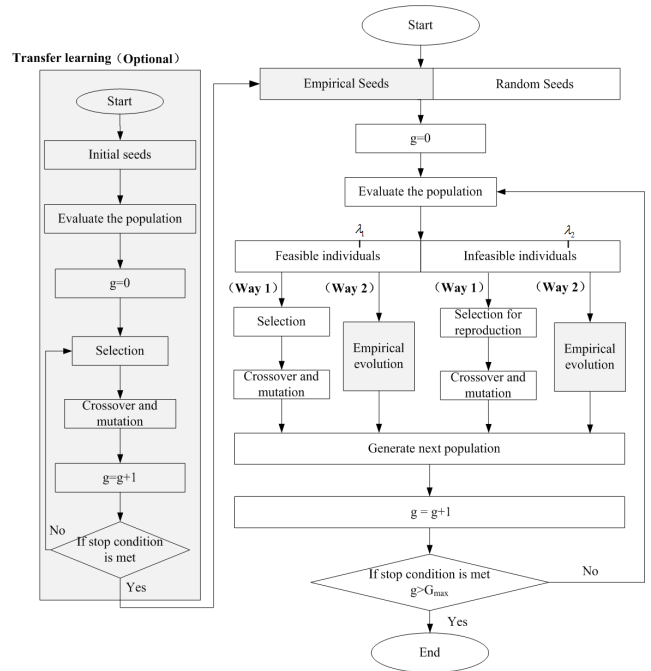 Transfer learning（Optional）
Start
Initial seeds
Evaluate the population
g=0
Selection
Crossover and
mutation
g=g+1
No
If stop condition
is met
Yes
Start
Empirical Seeds
Random Seeds
g=0
Evaluate the population
λ₁
λ₂
Feasible individuals
Infeasible individuals
（Way 1）
（Way 2）
（Way 1）
（Way 2）
Selection
Crossover and
mutation
Empirical
evolution
Selection for
reproduction
Crossover and
mutation
Empirical
evolution
Generate next population
g = g+1
If stop condition is met
g>Gmax
No
Yes
End